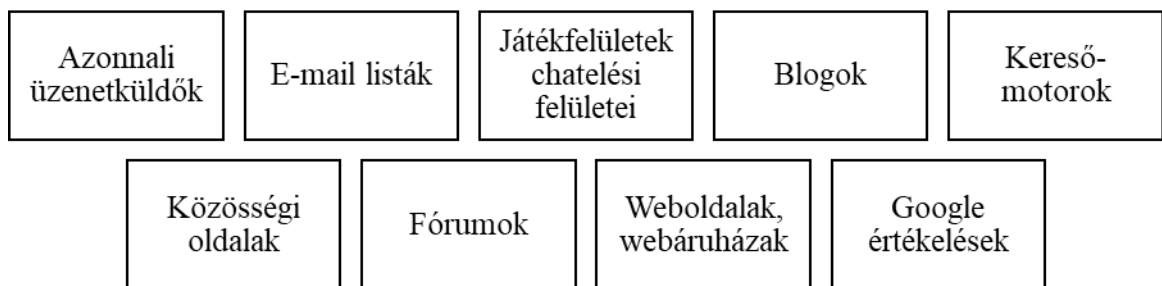 Azonnali
üzenetküldők
E-mail listák
Játékfelületek
chatelési
felületei
Blogok
Kereső-
motorok
Közösségi
oldalak
Fórumok
Weboldalak,
webáruházak
Google
értékelések